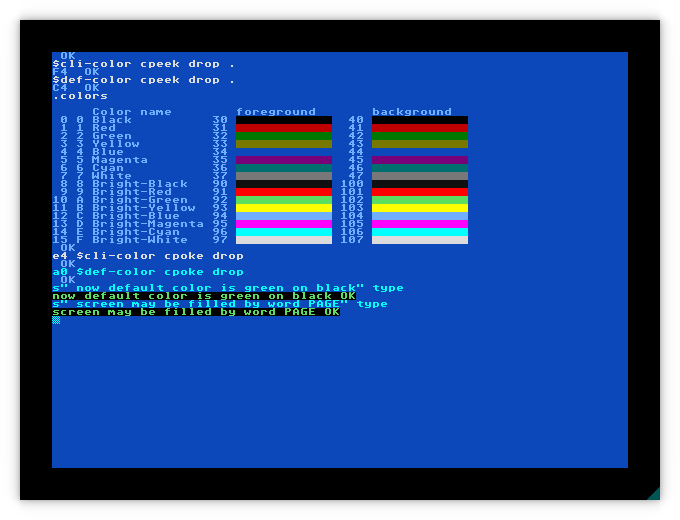 OK
$cli-color cpeek drop .
F4 OK
$def-color cpeek drop .
C4 OK
.colors
Color name foreground background
0 0 Black 30 40
1 1 Red 31 41
2 2 Green 32 42
3 3 Yellow 33 43
4 4 Blue 34 44
5 5 Magenta 35 45
6 6 Cyan 36 46
7 7 White 37 47
8 8 Bright-Black 90 100
9 9 Bright-Red 91 101
10 A Bright-Green 92 102
11 B Bright-Yellow 93 103
12 C Bright-Blue 94 104
13 D Bright-Magenta 95 105
14 E Bright-Cyan 96 106
15 F Bright-White 97 107
OK
e4 $cli-color cpoke drop
OK
a0 $def-color cpoke drop
OK
s" now default color is green on black" type
now default color is green on black OK
s" screen may be filled by word PAGE" type
screen may be filled by word PAGE OK